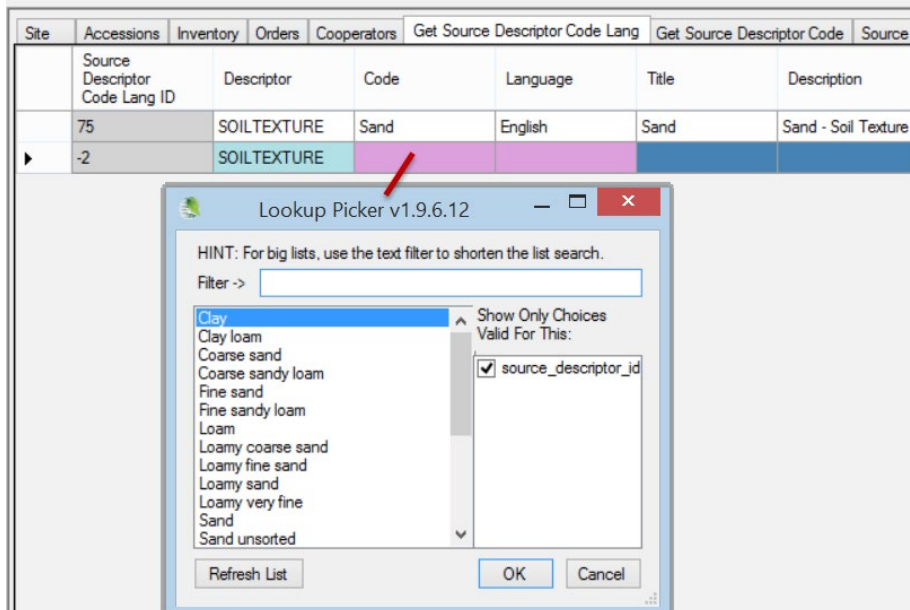 Site Accessions Inventory Orders Cooperators Get Source Descriptor Code Lang Get Source Descriptor Code Source
Source Descriptor Code Lang ID Descriptor Code Language Title Description
75 SOILTEXTURE Sand English Sand Sand - Soil Texture
-2 SOILTEXTURE
Lookup Picker v1.9.6.12
HINT: For big lists, use the text filter to shorten the list search.
Filter ->
Clay
Clay loam
Coarse sand
Coarse sandy loam
Fine sand
Fine sandy loam
Loam
Loamy coarse sand
Loamy fine sand
Loamy sand
Loamy very fine
Sand
Sand unsorted
Show Only Choices
Valid For This:
source_descriptor_id
Refresh List OK Cancel